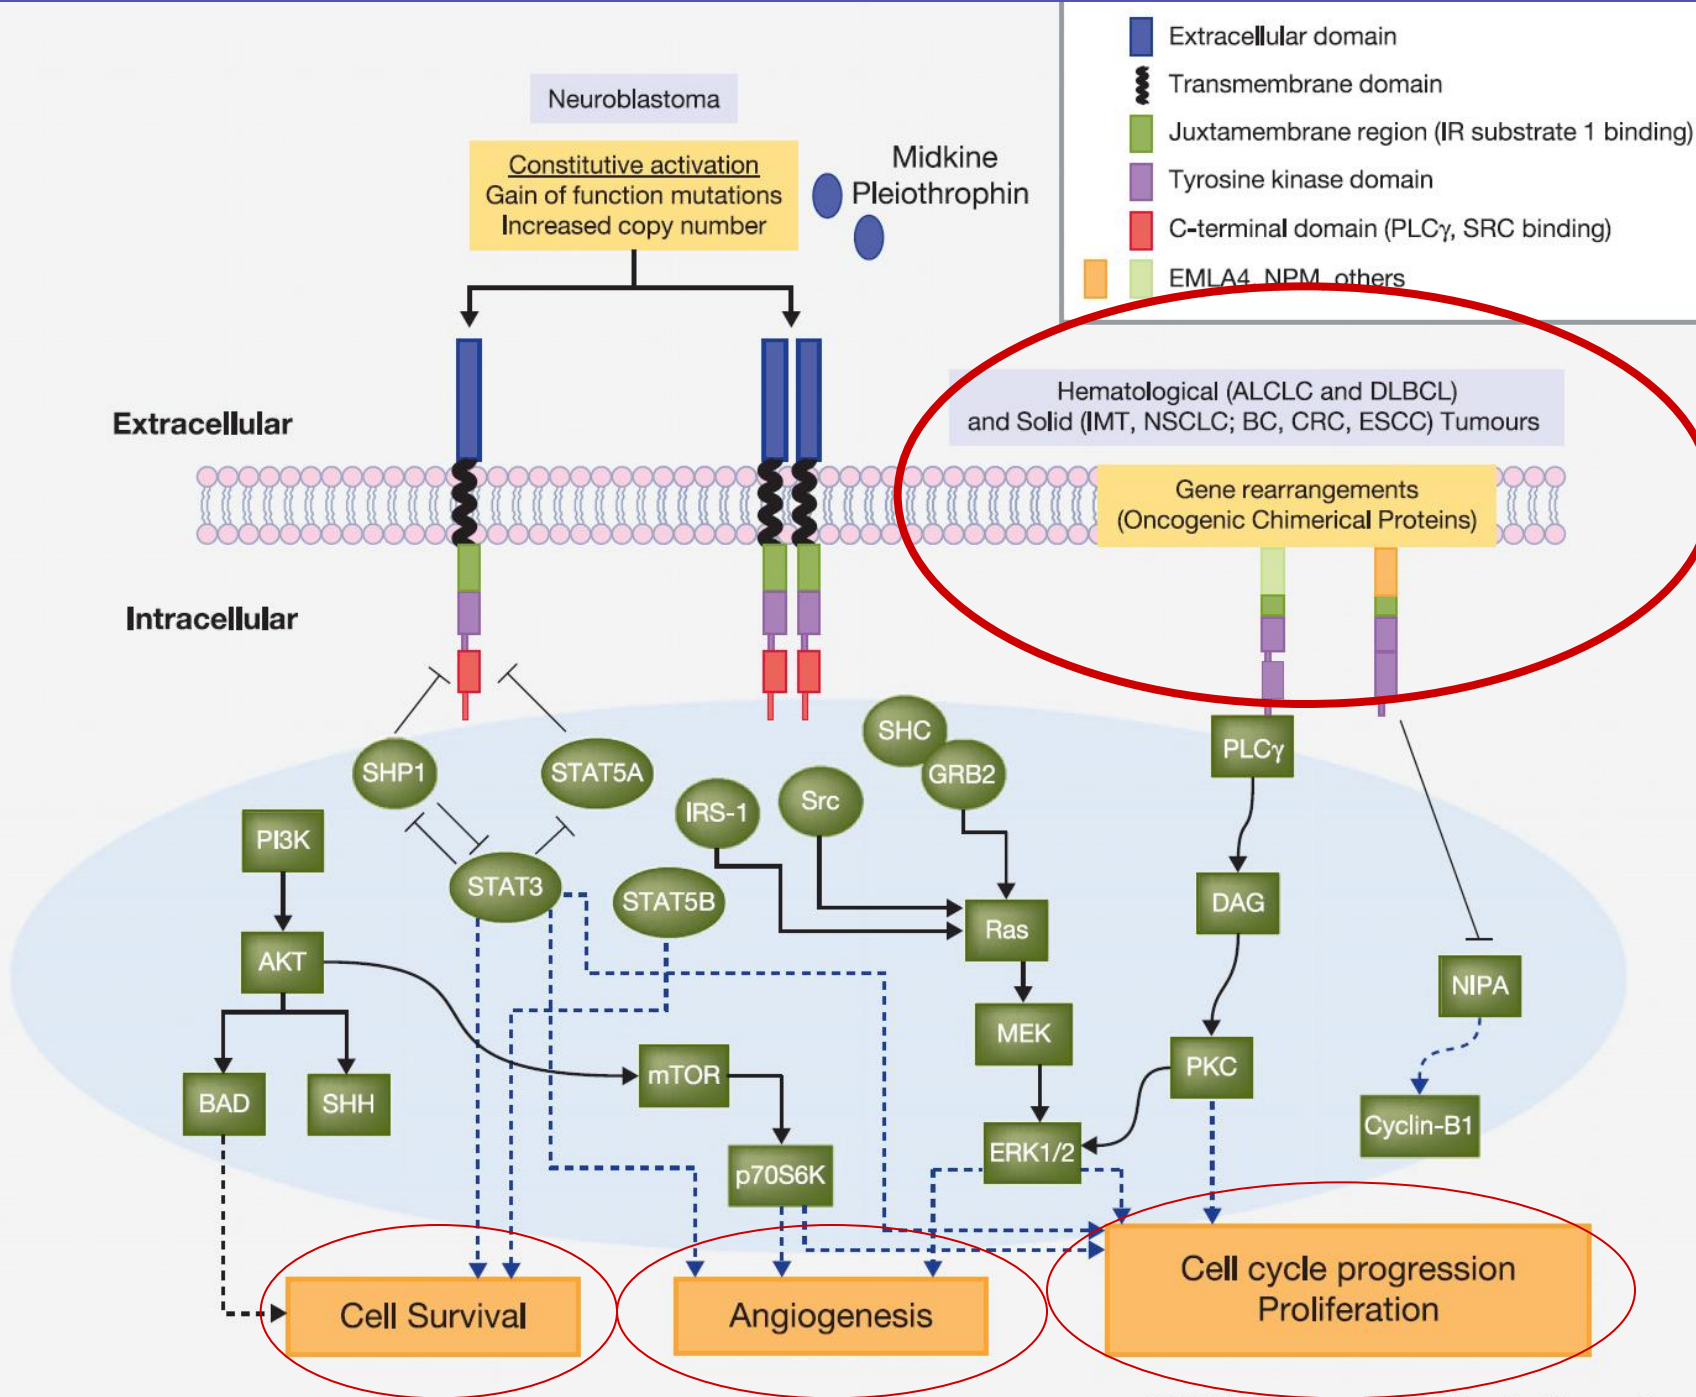 Extracellular domain
Transmembrane domain
Juxtamembrane region (IR substrate 1 binding)
Tyrosine kinase domain
C-terminal domain (PLCγ, SRC binding)
EMLA4, NPM, others
Neuroblastoma
Constitutive activation
Gain of function mutations
Increased copy number
Midkine
Pleiothrophin
Hematological (ALCLC and DLBCL)
and Solid (IMT, NSCLC; BC, CRC, ESCC) Tumours
Extracellular
Gene rearrangements
(Oncogenic Chimerical Proteins)
Intracellular
SHC
GRB2
PLCγ
SHP1
STAT5A
IRS-1
Src
PI3K
STAT3
STAT5B
Ras
DAG
AKT
NIPA
MEK
mTOR
PKC
BAD
SHH
Cyclin-B1
ERK1/2
p70S6K
Cell Survival
Angiogenesis
Cell cycle progression
Proliferation